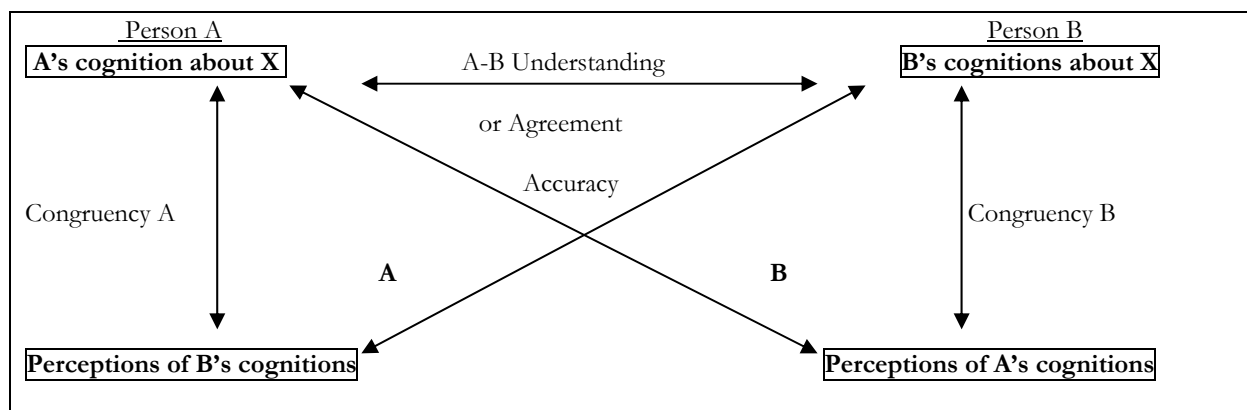 Person A
Person B
A’s cognition about X
A-B Understanding
B’s cognitions about X
or Agreement
Accuracy
Congruency A
Congruency B
A
B
Perceptions of B’s cognitions
Perceptions of A’s cognitions